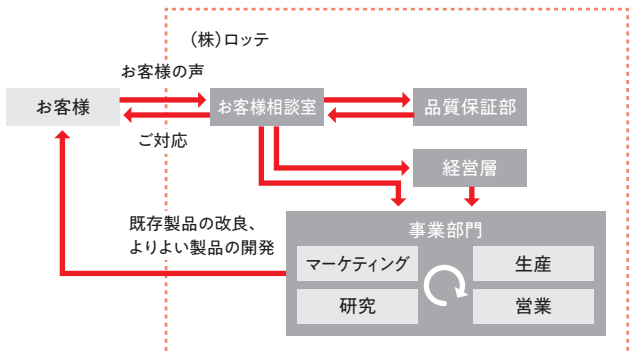 (株)ロッテ
お客様の声
お客様
お客様相談室
品質保証部
ご対応
経営層
既存製品の改良、
よりよい製品の開発
事業部門
マーケティング
生産
研究
営業